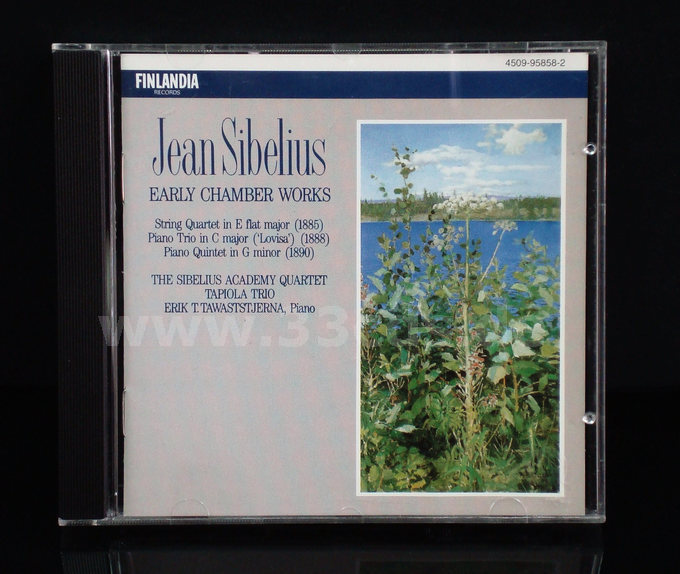 4509-95858-2
FINLANDIA
RECORDS
Jean Sibelius
EARLY CHAMBER WORKS
String Quartet in E flat major (1885)
Piano Trio in C major (‘Lovisa’) (1888)
Piano Quintet in G minor (1890)
THE SIBELIUS ACADEMY QUARTET
TAPIOLA TRIO
ERIK T. TAWASTSTJERNA, Piano